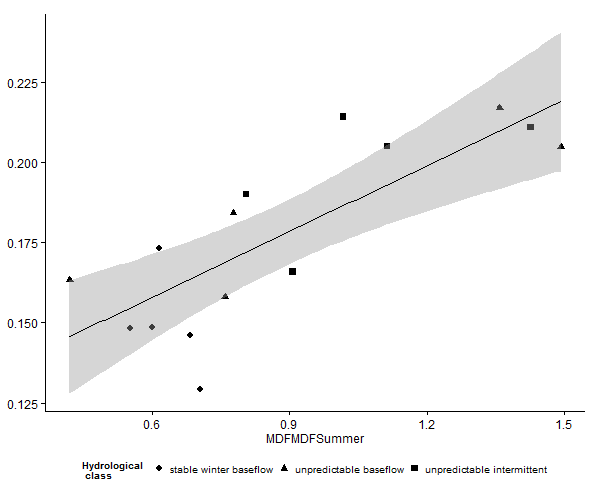 0.225
0.200
0.175
0.150
0.125
0.6 0.9 1.2 1.5
MDFMDFSummer
Hydrological
class
stable winter baseflow unpredictable baseflow unpredictable intermittent